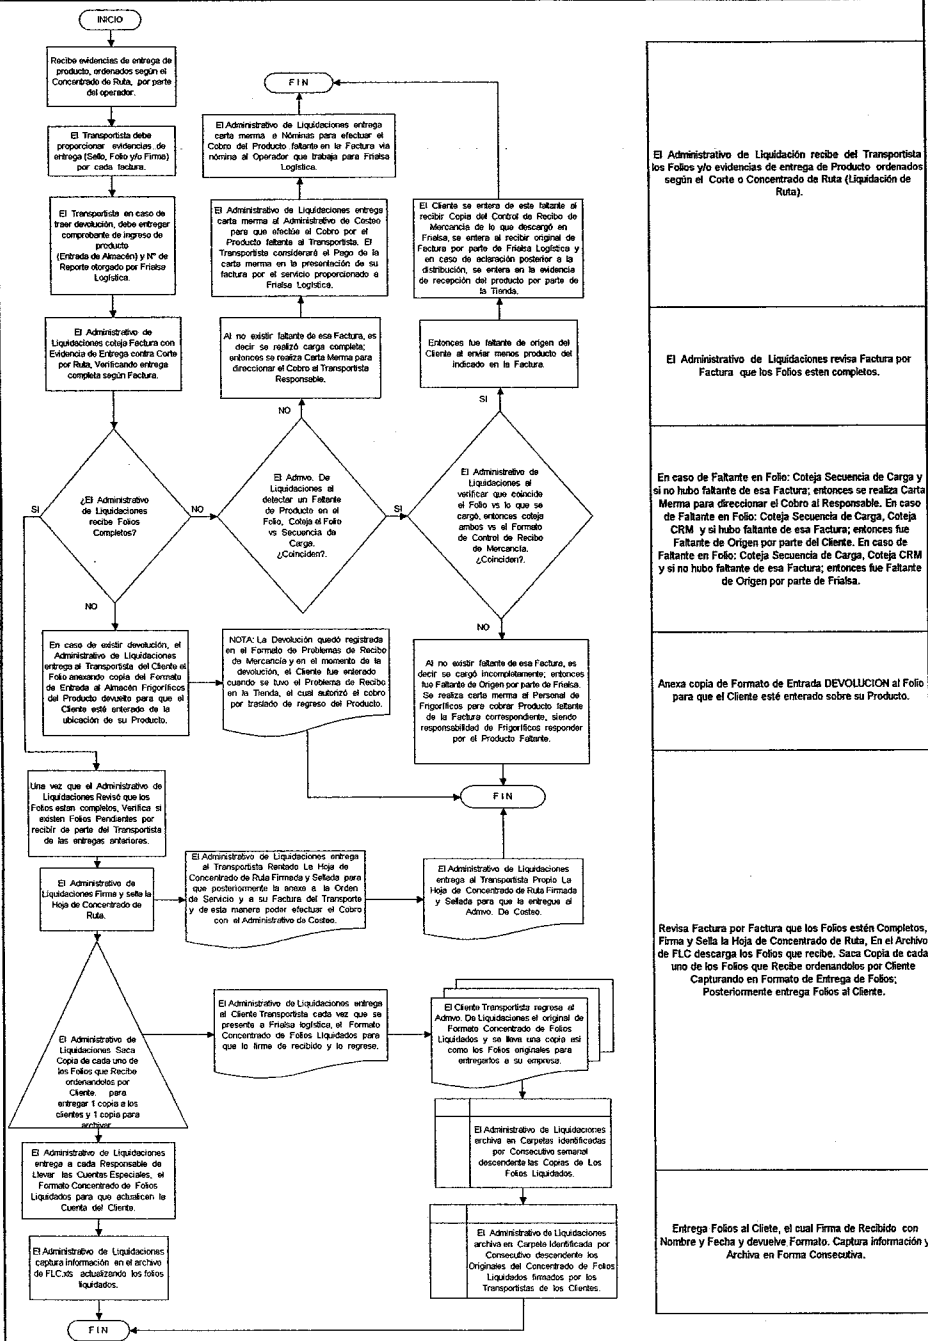 INICIO
Recibe evidencias de entrega de
producto, ordenados según el
Concentrado de Ruta, por parte
del operador.
El Transportista debe
proporcionar evidencias de
entrega (Sello, Folio y/o Firma)
por cada factura.
El Transportista en caso de
traer devolución, debe entregar
comprobante de ingreso de
producto
(Entrada de Almacén) y N° de
Reporte otorgado por Frialsa
Logística.
El Administrativo de
Liquidaciones coteja Factura con
Evidencia de Entrega contra Corte
por Ruta, Verificando entrega
completa según Factura.
¿El Administrativo
de Liquidaciones
recibe Folios
Completos?
SI
NO
NO
En caso de existir devolución, el
Administrativo de Liquidaciones
entrega al Transportista del Cliente el
Folio anexando copia del Formato
de Entrada al Almacén Frigoríficos
del Producto devuelto para que el
Cliente esté enterado de la
ubicación de su Producto.
Una vez que el Administrativo de
Liquidaciones Revisó que los
Folios estan completos, Verifica si
existen Folios Pendientes por
recibir de parte del Transportista
de las entregas anteriores.
El Administrativo de
Liquidaciones Firma y sella la
Hoja de Concentrado de
Ruta.
El Administrativo de
Liquidaciones Saca
Copia de cada uno de
los Folios que Recibe
ordenandolos por
Cliente. para
entregar 1 copia a los
clientes y 1 copia para
archivar
El Administrativo de Liquidaciones
entrega a cada Responsable de
Llevar las Cuentas Especiales, el
Formato Concentrado de Folios
Liquidados para que actualicen la
Cuenta del Cliente.
El Administrativo de Liquidaciones
captura información en el archivo
de FLC.xls actualizando los folios
liquidados.
FIN
FIN
El Administrativo de Liquidaciones entrega
carta merma a Nóminas para efectuar el
Cobro del Producto faltante en la Factura vía
nómina al Operador que trabaja para Frialsa
Logística.
El Administrativo de Liquidaciones entrega
carta merma al Administrativo de Costeo
para que efectúe el Cobro por el
Producto faltante al Transportista. El
Transportista considerará el Pago de la
carta merma en la presentación de su
factura por el servicio proporcionado a
Frialsa Logística.
Al no existir faltante de esa Factura, es
decir se realizó carga completa;
entonces se realiza Carta Merma para
direccionar el Cobro al Transportista
Responsable.
NO
El Admvo. De
Liquidaciones al
detectar un Faltante
de Producto en el
Folio, Coteja el Folio
vs Secuencia de
Carga.
¿Coinciden?.
SI
NOTA: La Devolución quedó registrada
en el Formato de Problemas de Recibo
de Mercancía y en el momento de la
devolución, el Cliente fue enterado
cuando se tuvo el Problema de Recibo
en la Tienda, el cual autorizó el cobro
por traslado de regreso del Producto.
El Administrativo de Liquidaciones entrega
al Transportista Rentado La Hoja de
Concentrado de Ruta Firmada y Sellada para
que posteriormente la anexe a la Orden
de Servicio y a su Factura del Transporte
y de esta manera poder efectuar el Cobro
con el Administrativo de Costeo.
El Administrativo de Liquidaciones entrega
al Cliente Transportista cada vez que se
presente a Frialsa logística, el Formato
Concentrado de Folios Liquidados para
que lo firme de recibido y lo regrese.
El Cliente se entera de este faltante al
recibir Copia del Control de Recibo de
Mercancía de lo que descargó en
Frialsa, se entera al recibir original de
Factura por parte de Frialsa Logística y
en caso de aclaración posterior a la
distribución, se entera en la evidencia
de recepción del producto por parte de
la Tienda.
Entonces fue faltante de origen del
Cliente al enviar menos producto del
indicado en la Factura.
SI
El Administrativo de
Liquidaciones al
verificar que coincide
el Folio vs lo que se
cargó, entonces coteja
ambos vs el Formato
de Control de Recibo
de Mercancía.
¿Coinciden?.
NO
Al no existir faltante de esa Factura, es
decir se cargó incompletamente; entonces
fue Faltante de Origen por parte de Frialsa.
Se realiza carta merma al Personal de
Frigoríficos para cobrar Producto faltante
de la Factura correspondiente, siendo
responsabilidad de Frigoríficos responder
por el Producto Faltante.
FIN
El Administrativo de Liquidaciones
entrega al Transportista Propio La
Hoja de Concentrado de Ruta Firmada
y Sellada para que la entregue al
Admvo. De Costeo.
El Cliente Transportista regresa al
Admvo. De Liquidaciones el original de
Formato Concentrado de Folios
Liquidados y se lleva una copia así
como los Folios originales para
entregarlos a su empresa.
El Administrativo de Liquidaciones
archiva en Carpetas identificadas
por Consecutivo semanal
descendente las Copias de Los
Folios Liquidados.
El Administrativo de Liquidaciones
archiva en Carpeta Identificada por
Consecutivo descendente los
Originales del Concentrado de Folios
Liquidados firmados por los
Transportistas de los Clientes.
El Administrativo de Liquidación recibe del Transportista
los Folios y/o evidencias de entrega de Producto ordenados
según el Corte o Concentrado de Ruta (Liquidación de
Ruta).
El Administrativo de Liquidaciones revisa Factura por
Factura que los Folios esten completos.
En caso de Faltante en Folio: Coteja Secuencia de Carga y
si no hubo faltante de esa Factura; entonces se realiza Carta
Merma para direccionar el Cobro al Responsable. En caso
de Faltante en Folio: Coteja Secuencia de Carga, Coteja
CRM y si hubo faltante de esa Factura; entonces fue
Faltante de Origen por parte del Cliente. En caso de
Faltante en Folio: Coteja Secuencia de Carga, Coteja CRM
y si no hubo faltante de esa Factura; entonces fue Faltante
de Origen por parte de Frialsa.
Anexa copia de Formato de Entrada DEVOLUCION al Folio
para que el Cliente esté enterado sobre su Producto.
Revisa Factura por Factura que los Folios estén Completos,
Firma y Sella la Hoja de Concentrado de Ruta, En el Archivo
de FLC descarga los Folios que recibe. Saca Copia de cada
uno de los Folios que Recibe ordenandolos por Cliente
Capturando en Formato de Entrega de Folios;
Posteriormente entrega Folios al Cliente.
Entrega Folios al Cliete, el cual Firma de Recibido con
Nombre y Fecha y devuelve Formato. Captura información y
Archiva en Forma Consecutiva.